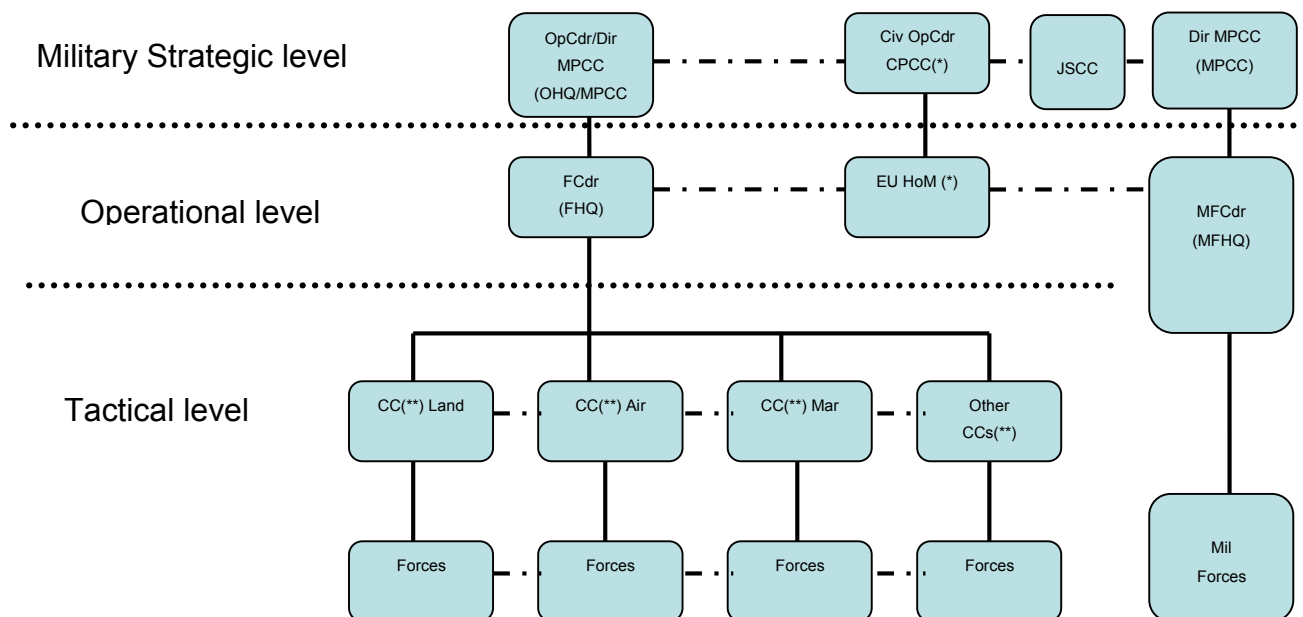 Military Strategic level
OpCdr/Dir
MPCC
(OHQ/MPCC
Civ OpCdr
CPCC(*)
JSCC
Dir MPCC
(MPCC)
Operational level
FCdr
(FHQ)
EU HoM (*)
MFCdr
(MFHQ)
Tactical level
CC(**) Land
CC(**) Air
CC(**) Mar
Other
CCs(**)
Forces
Forces
Forces
Forces
Mil
Forces